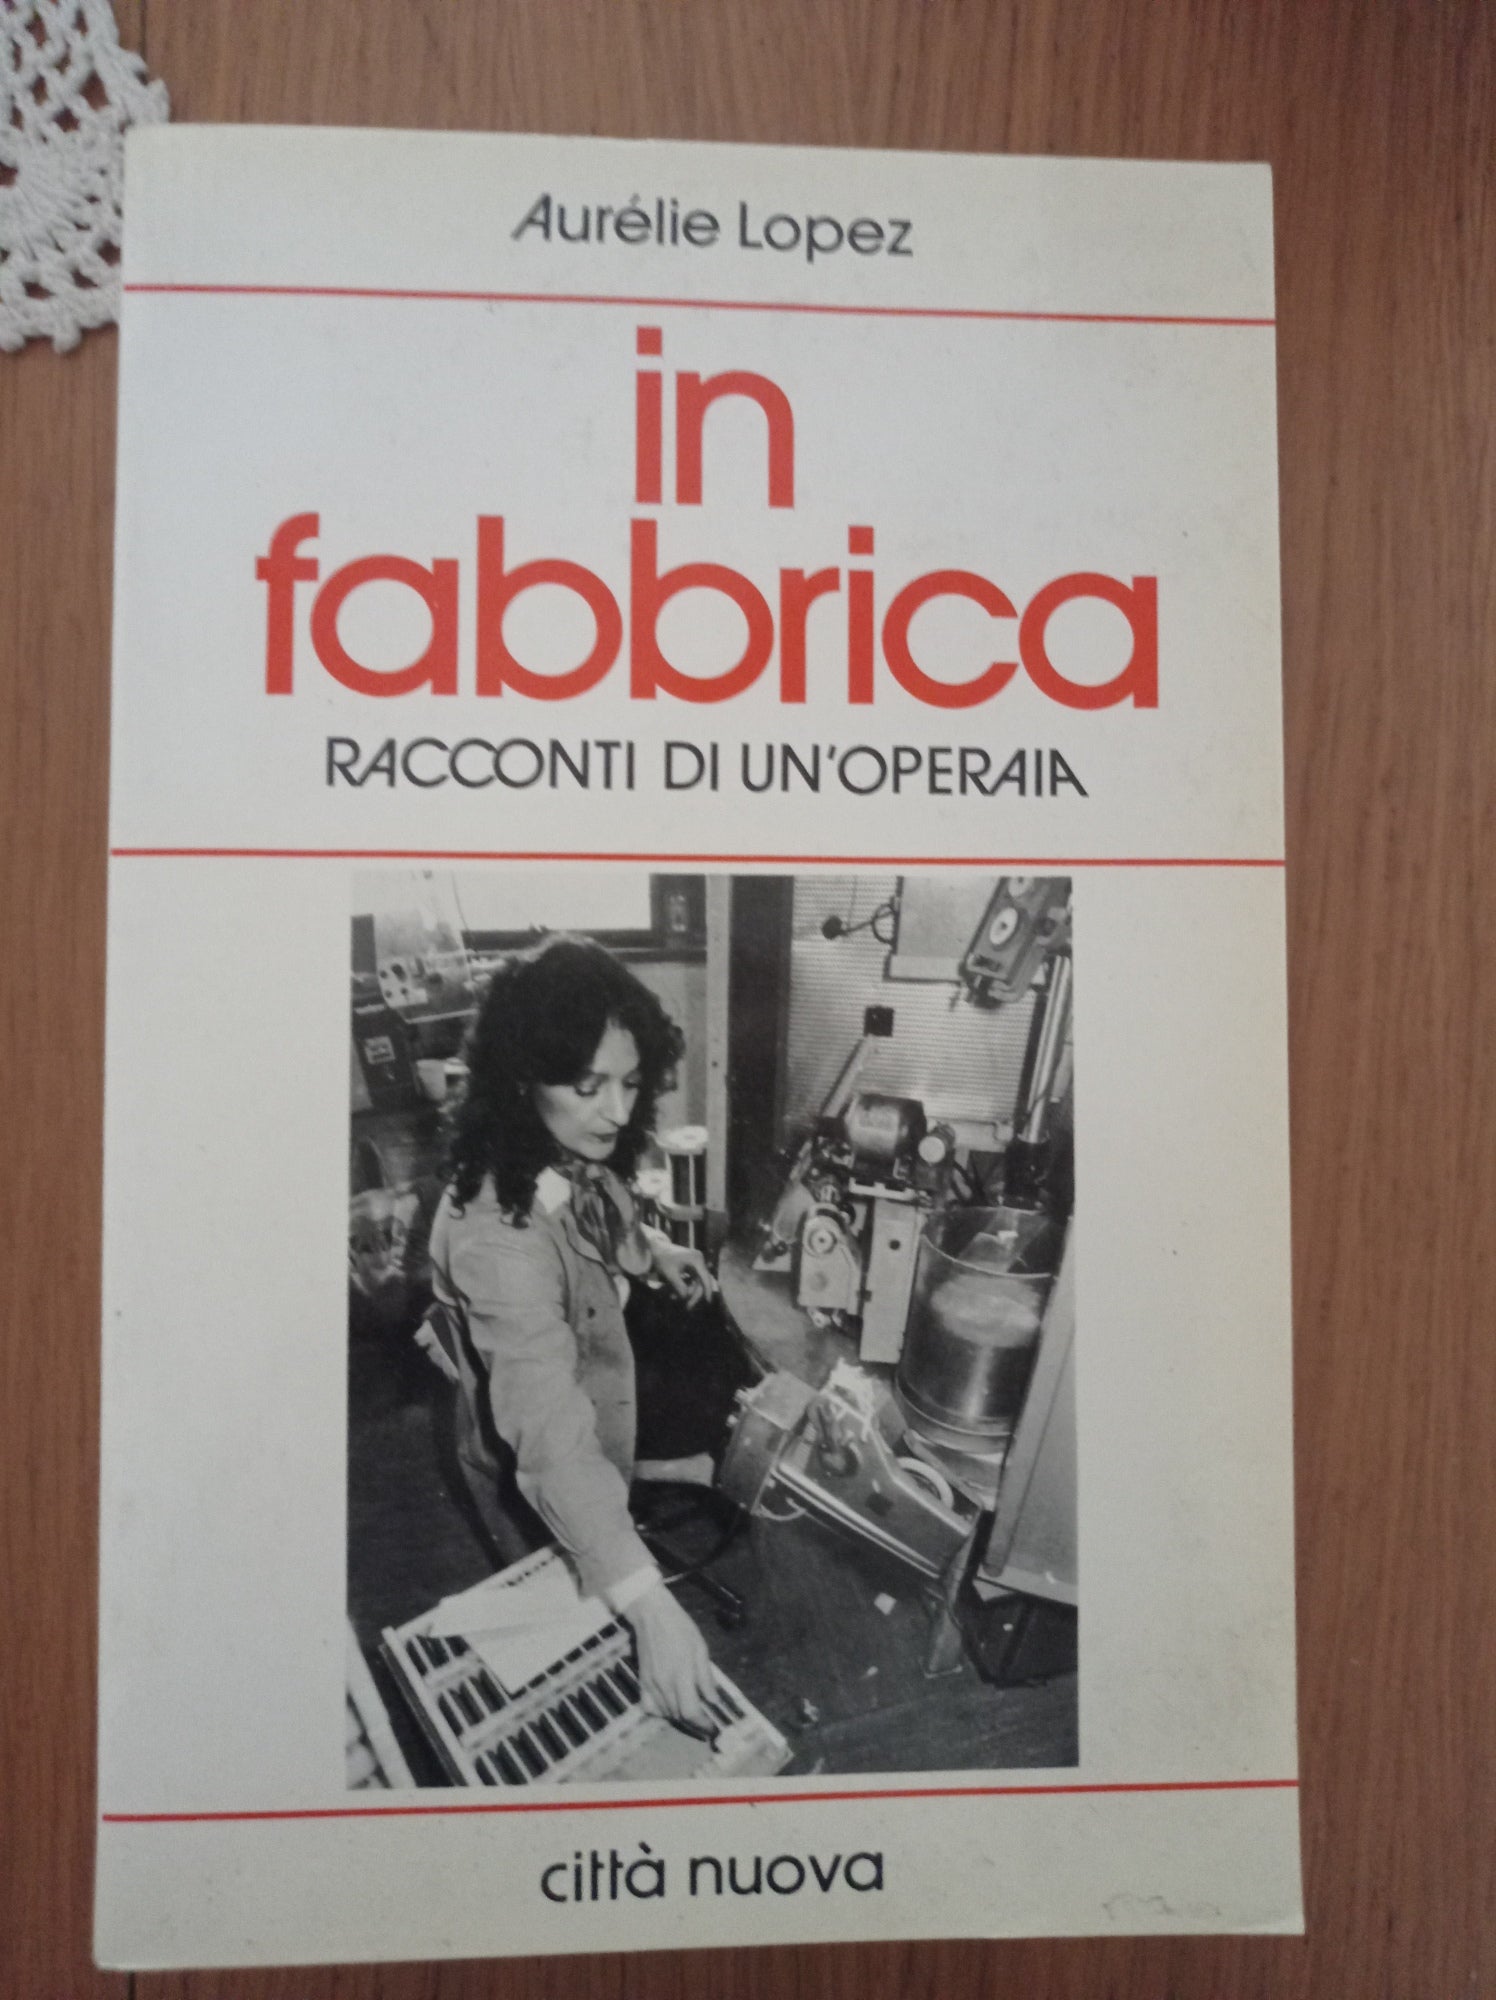 Aurélie Lopez
in
fabbrica
RACCONTI DI UN'OPERAIA
città nuova